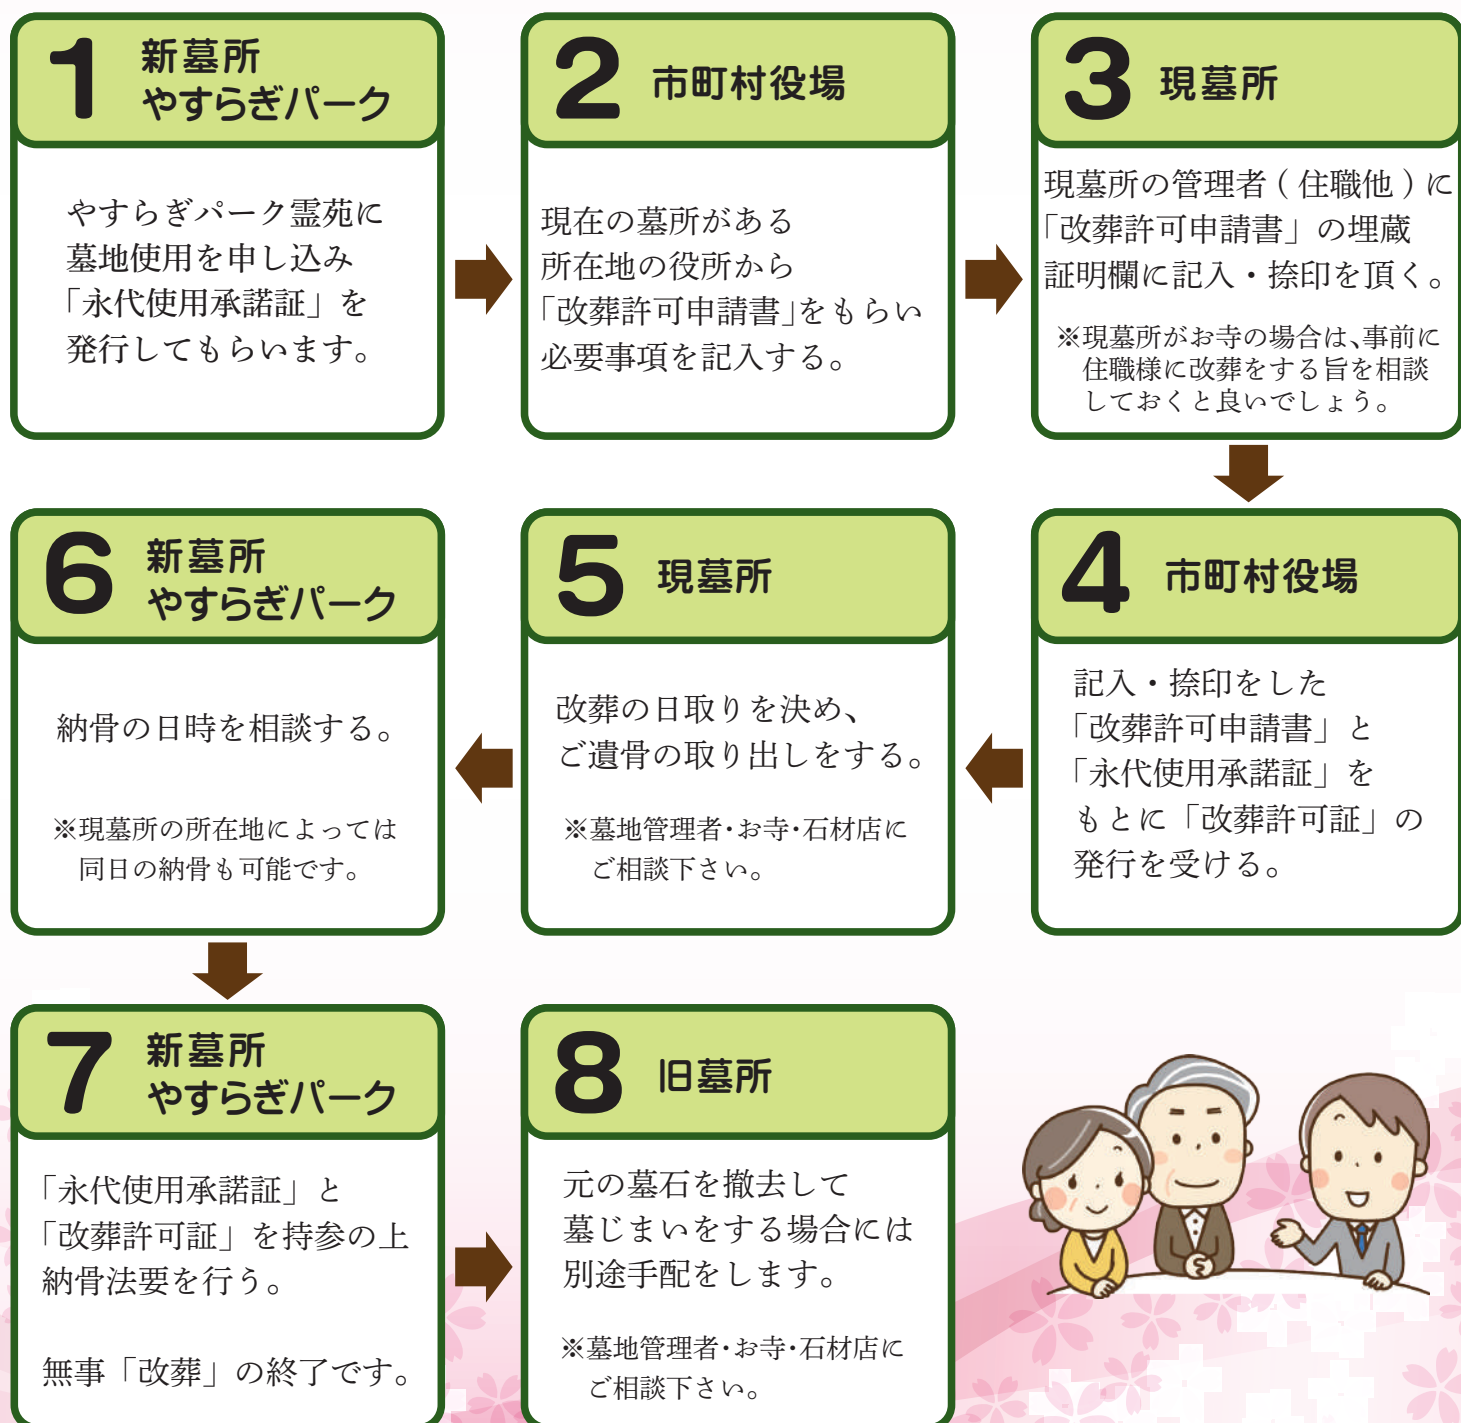 1 新墓所
やすらぎパーク
やすらぎパーク霊苑に
墓地使用を申し込み
「永代使用承諾証」を
発行してもらいます。
2 市町村役場
現在の墓所がある
所在地の役所から
「改葬許可申請書」をもらい
必要事項を記入する。
3 現墓所
現墓所の管理者 ( 住職他 ) に
「改葬許可申請書」の埋蔵
証明欄に記入・捺印を頂く。
※現墓所がお寺の場合は、事前に
住職様に改葬をする旨を相談
しておくと良いでしょう。
4 市町村役場
記入・捺印をした
「改葬許可申請書」と
「永代使用承諾証」を
もとに「改葬許可証」の
発行を受ける。
5 現墓所
改葬の日取りを決め、
ご遺骨の取り出しをする。
※墓地管理者・お寺・石材店に
ご相談下さい。
6 新墓所
やすらぎパーク
納骨の日時を相談する。
※現墓所の所在地によっては
同日の納骨も可能です。
7 新墓所
やすらぎパーク
「永代使用承諾証」と
「改葬許可証」を持参の上
納骨法要を行う。
無事「改葬」の終了です。
8 旧墓所
元の墓石を撤去して
墓じまいをする場合には
別途手配をします。
※墓地管理者・お寺・石材店に
ご相談下さい。